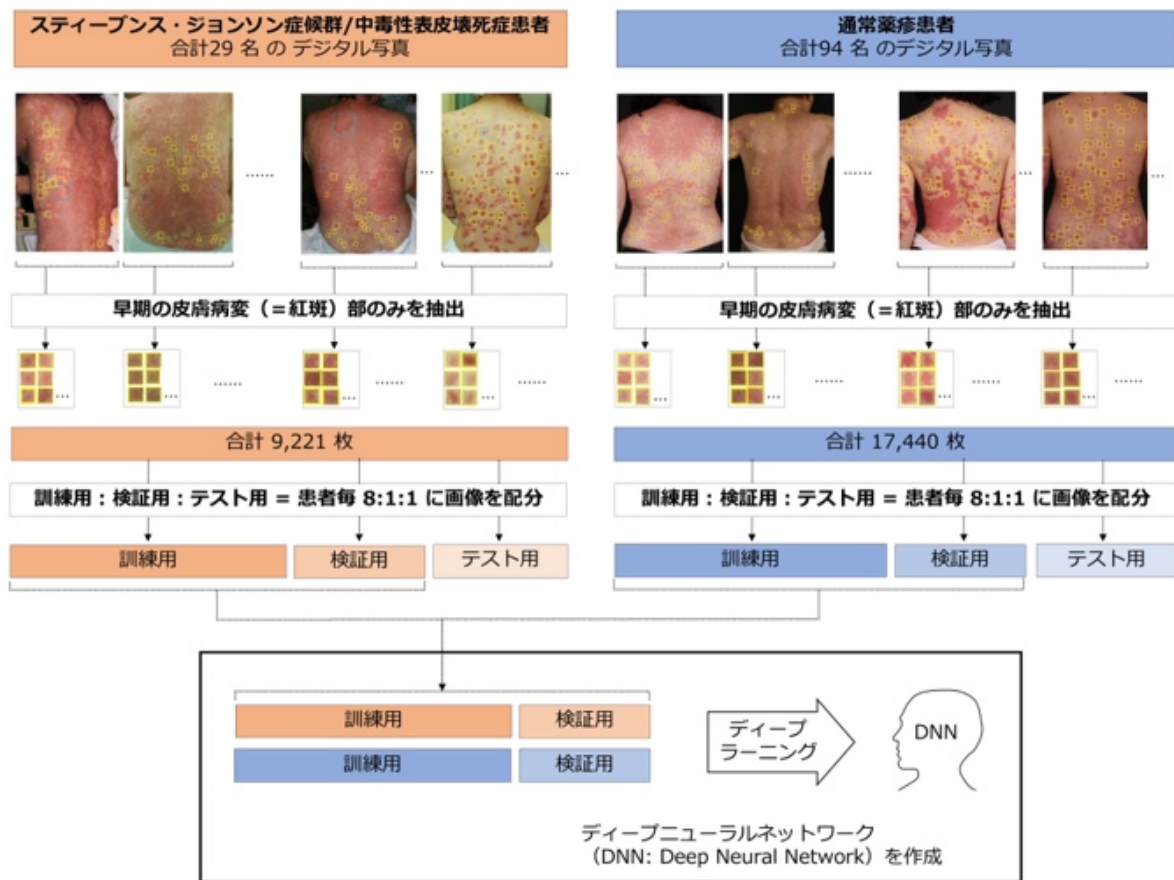 スティーブンス・ジョンソン症候群/中毒性表皮壊死症患者
合計29 名 の デジタル写真
通常薬疹患者
合計94 名 のデジタル写真
……
…
…
……
…
…
早期の皮膚病変（＝紅斑）部のみを抽出
早期の皮膚病変（＝紅斑）部のみを抽出
…
…
……
…
……
…
……
…
…
……
…
……
…
……
合計 9,221 枚
合計 17,440 枚
訓練用：検証用：テスト用 = 患者毎 8:1:1 に画像を配分
訓練用：検証用：テスト用 = 患者毎 8:1:1 に画像を配分
訓練用
検証用
テスト用
訓練用
検証用
テスト用
訓練用
検証用
訓練用
検証用
ディープ
ラーニング
DNN
ディープニューラルネットワーク
（DNN: Deep Neural Network）を作成